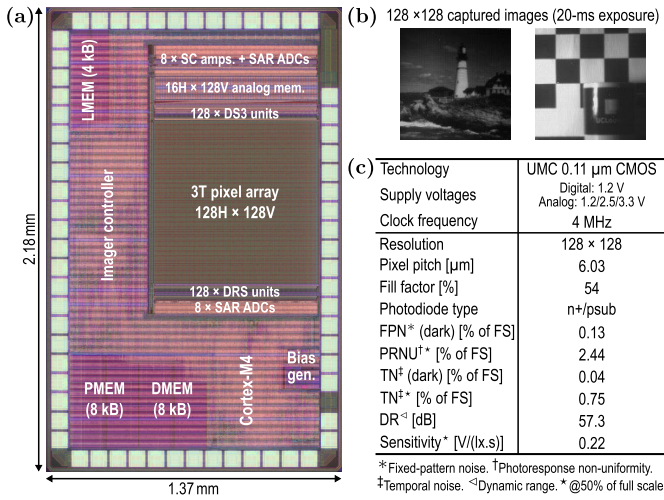 (a)
8 × SC amps. + SAR ADCs
16H × 128V analog mem.
128 × DS3 units
LMEM (4 kB)
3T pixel array
128H × 128V
Imager controller
128 × DRS units
8 × SAR ADCs
Bias
gen.
Cortex-M4
PMEM
(8 kB)
DMEM
(8 kB)
2.18 mm
1.37 mm
(b) 128 ×128 captured images (20-ms exposure)
(c)
Technology UMC 0.11 µm CMOS
Supply voltages Digital: 1.2 V
Analog: 1.2/2.5/3.3 V
Clock frequency 4 MHz
Resolution 128 × 128
Pixel pitch [µm] 6.03
Fill factor [%] 54
Photodiode type n+/psub
FPN* (dark) [% of FS] 0.13
PRNU†⋆ [% of FS] 2.44
TN‡ (dark) [% of FS] 0.04
TN‡⋆ [% of FS] 0.75
DR◁ [dB] 57.3
Sensitivity⋆ [V/(lx.s)] 0.22
*Fixed-pattern noise. †Photoresponse non-uniformity.
‡Temporal noise. ◁Dynamic range. ⋆ @50% of full scale